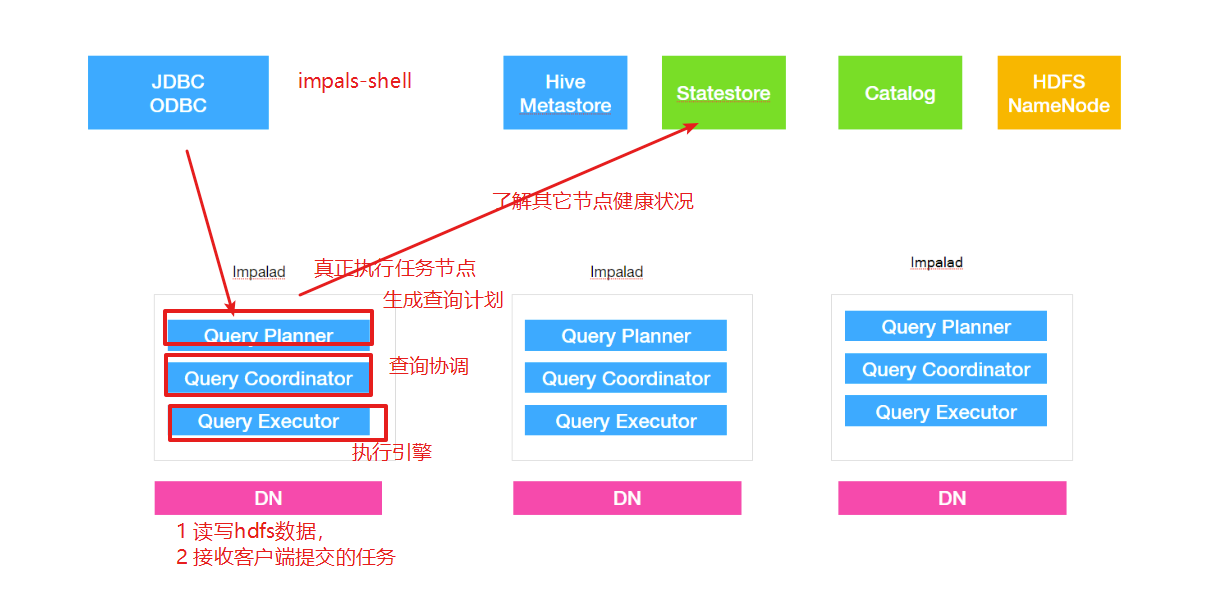 JDBC
ODBC
impals-shell
Hive
Metastore
Statestore
Catalog
HDFS
NameNode
了解其它节点健康状况
Impalad
真正执行任务节点
Impalad
Impalad
生成查询计划
Query Planner
Query Planner
Query Planner
查询协调
Query Coordinator
Query Coordinator
Query Coordinator
Query Executor
Query Executor
Query Executor
执行引擎
DN
DN
DN
1 读写hdfs数据，
2 接收客户端提交的任务